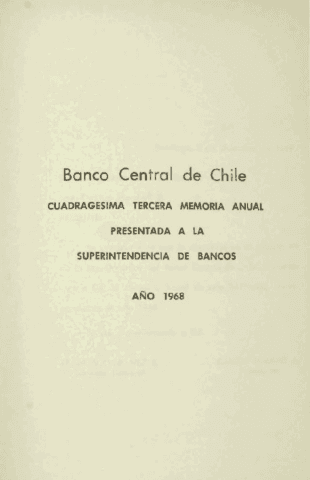 Banco Central de Chile
CUADRAGESIMA TERCERA MEMORIA ANUAL
PRESENTADA A LA
SUPERINTENDENCIA DE BANCOS
AÑO 1968